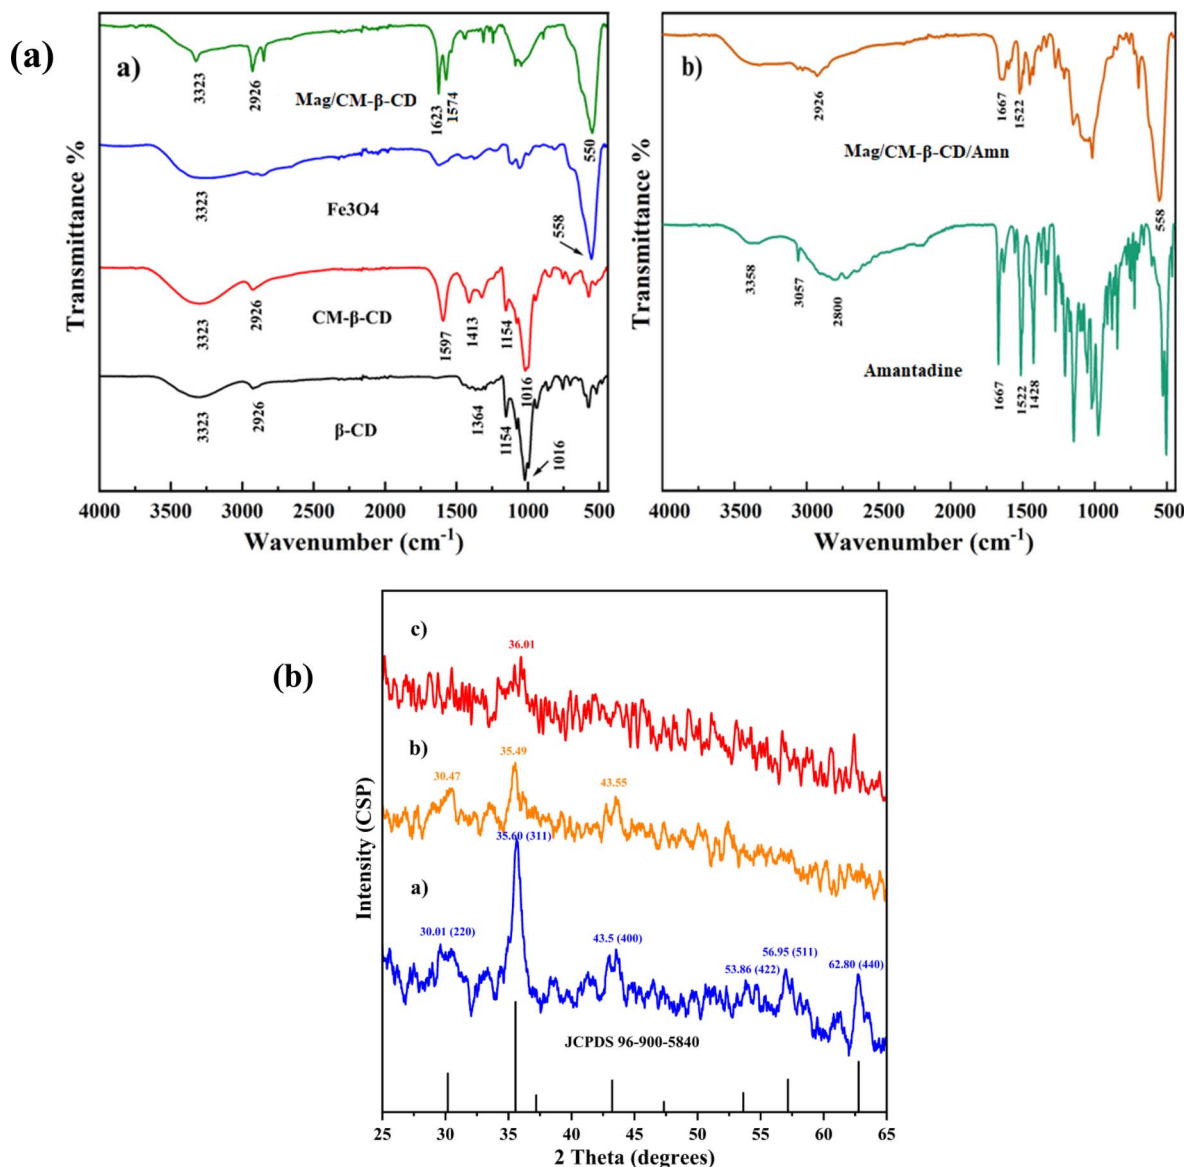 (a)
a)
3323
2926
1623
1574
550
Mag/CM-β-CD
3323
Fe3O4
558
3323
2926
CM-β-CD
1597
1413
1154
1016
3323
2926
β-CD
1364
1154
1016
Transmittance %
4000 3500 3000 2500 2000 1500 1000 500
Wavenumber (cm-1)
b)
2926
1667
1522
Mag/CM-β-CD/Amn
558
3358
3057
2800
Amantadine
1667
1522
1428
Transmittance %
4000 3500 3000 2500 2000 1500 1000 500
Wavenumber (cm-1)
(b)
c)
36.01
b)
30.47
35.49
43.55
a)
35.60 (311)
30.01 (220)
43.5 (400)
53.86 (422)
56.95 (511)
62.80 (440)
JCPDS 96-900-5840
Intensity (CSP)
25 30 35 40 45 50 55 60 65
2 Theta (degrees)